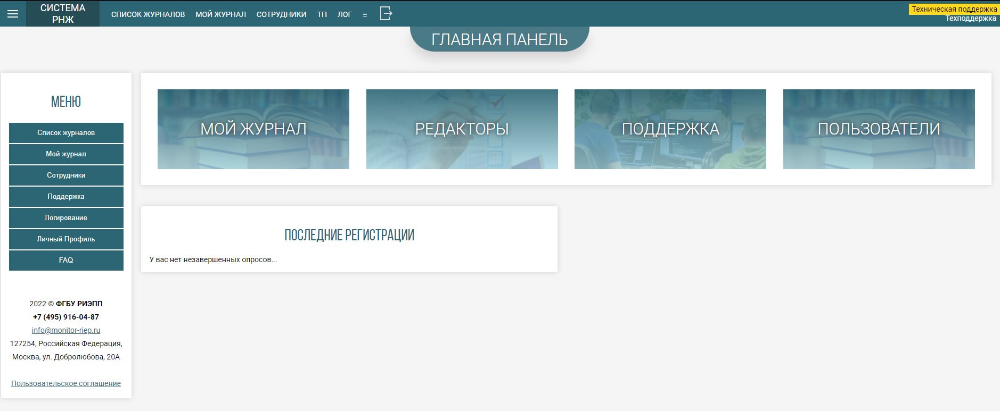 СИСТЕМА
РНЖ
СПИСОК ЖУРНАЛОВ МОЙ ЖУРНАЛ СОТРУДНИКИ ТП ЛОГ
Техническая поддержка
Техподдержка
ГЛАВНАЯ ПАНЕЛЬ
МЕНЮ
Список журналов
Мой журнал
Сотрудники
Поддержка
Логирование
Личный Профиль
FAQ
2022 © ФГБУ РИЭПП
+7 (495) 916-04-87
info@monitor-riep.ru
127254, Российская Федерация,
Москва, ул. Добролюбова, 20А
Пользовательское соглашение
МОЙ ЖУРНАЛ
РЕДАКТОРЫ
ПОДДЕРЖКА
ПОЛЬЗОВАТЕЛИ
ПОСЛЕДНИЕ РЕГИСТРАЦИИ
У вас нет незавершенных опросов...